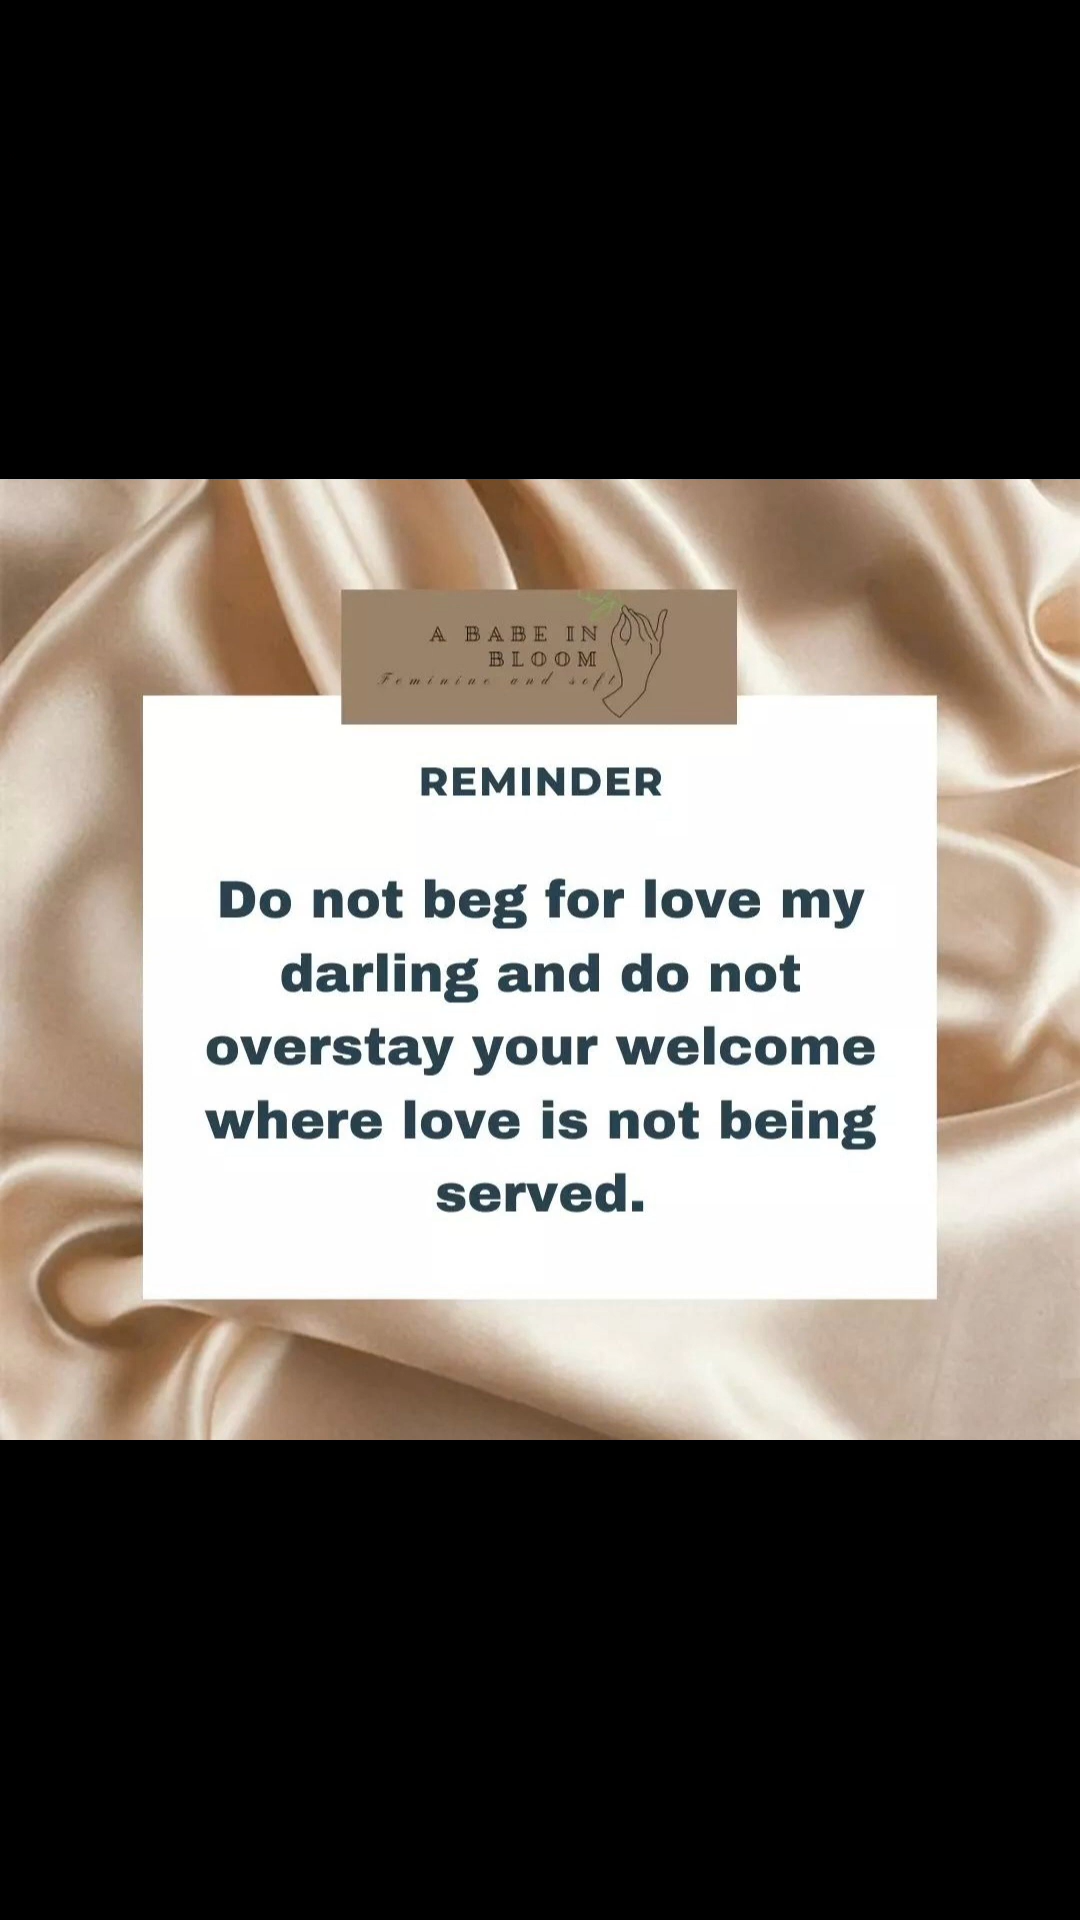 A BABE IN
BLOOM
Feminine and soft
REMINDER
Do not beg for love my
darling and do not
overstay your welcome
where love is not being
served.